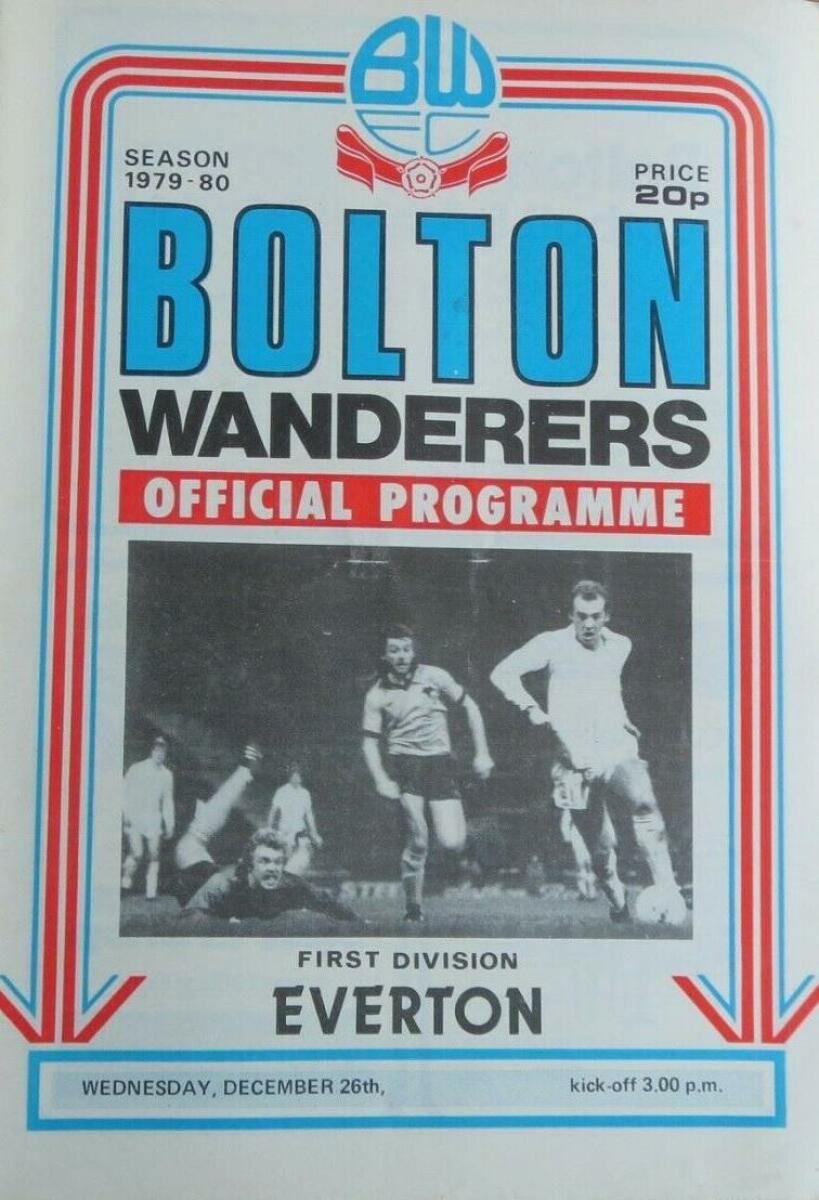 BW
FC
SEASON
1979-80
PRICE
20p
BOLTON
WANDERERS
OFFICIAL PROGRAMME
FIRST DIVISION
EVERTON
WEDNESDAY, DECEMBER 26th,
kick-off 3.00 p.m.